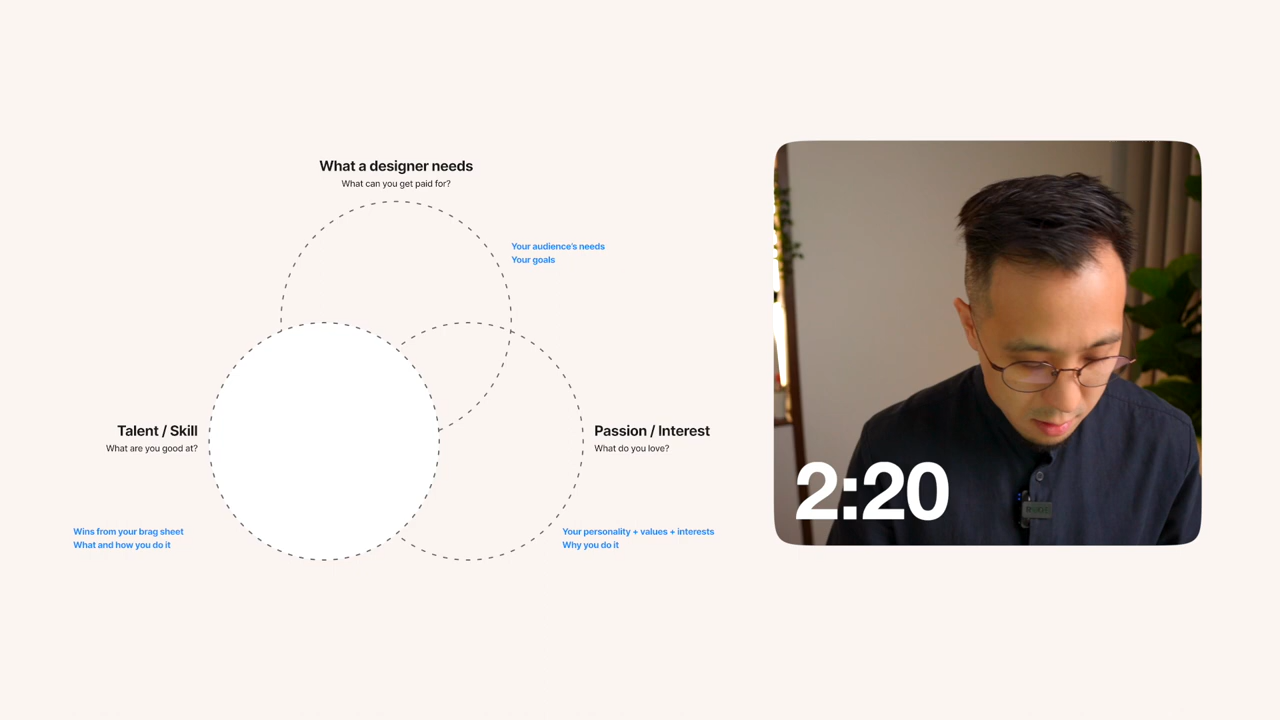 What a designer needs
What can you get paid for?
Your audience's needs
Your goals
Talent / Skill
What are you good at?
Passion / Interest
What do you love?
Wins from your brag sheet
What and how you do it
Your personality + values + interests
Why you do it
2:20